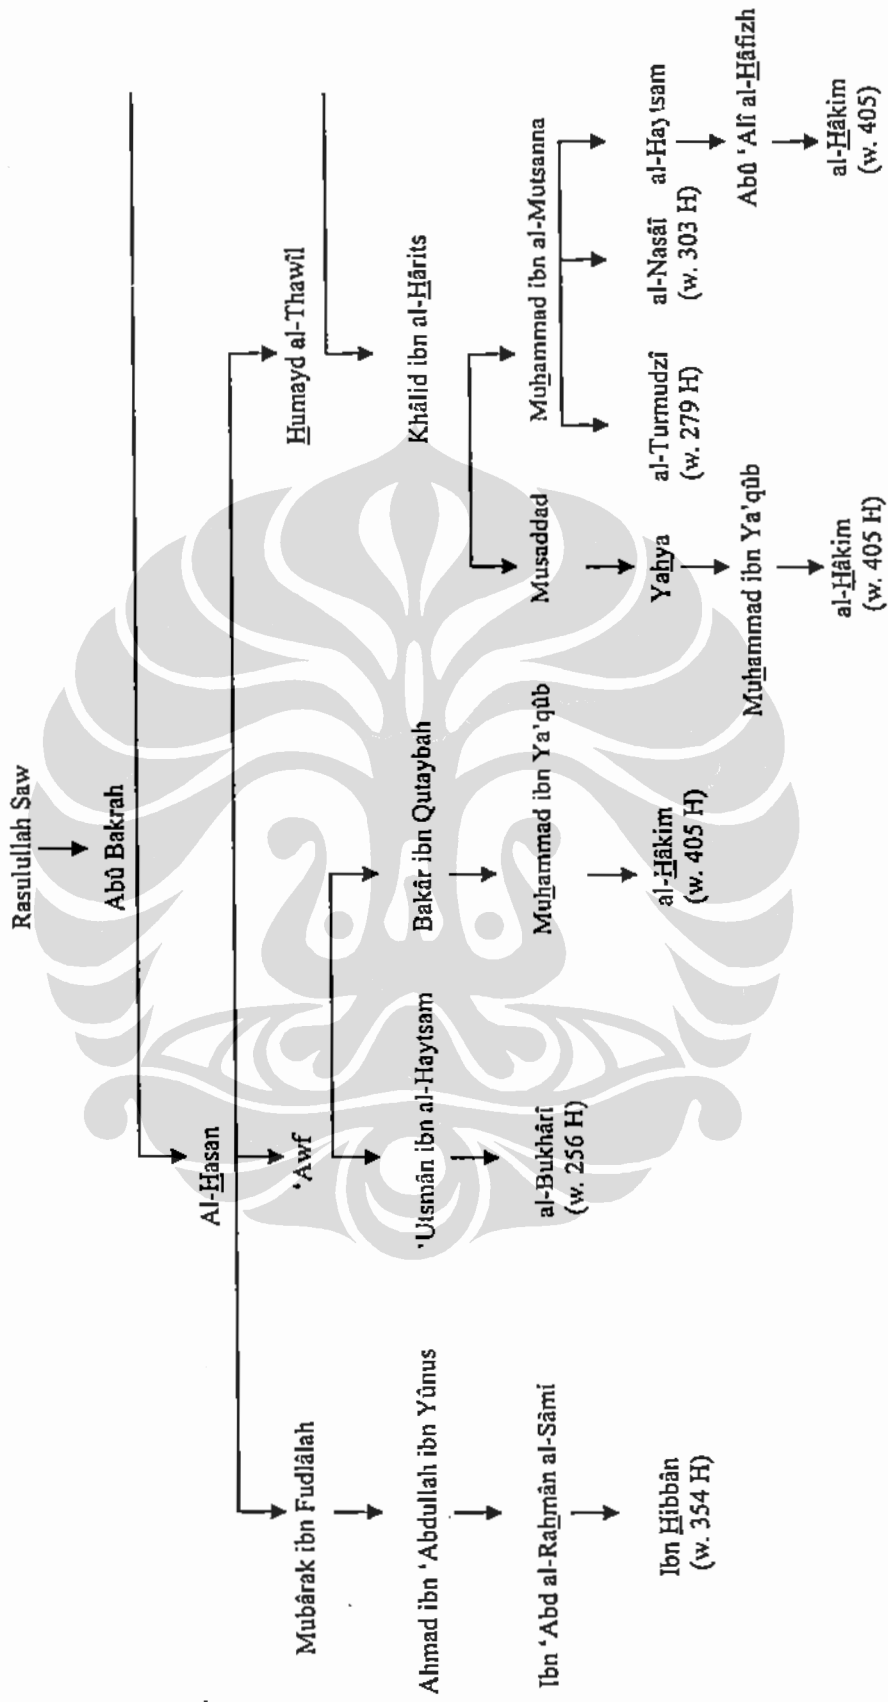 Rasulullah Saw
Abû Bakrah
Al-Hasan
Mubârak ibn Fudlâlah
‘Awf
Humayd al-Thawîl
Ahmad ibn ‘Abdullah ibn Yûnus
'Utsmân ibn al-Haytsam
Bakâr ibn Qutaybah
Khâlid ibn al-Hârits
Ibn ‘Abd al-Rahmân al-Sâmi
al-Bukhârî
(w. 256 H)
Muhammad ibn Ya'qûb
Musaddad
Muhammad ibn al-Mutsanna
Ibn Hibbân
(w. 354 H)
al-Hâkim
(w. 405 H)
Yahya
al-Turmudzî
(w. 279 H)
al-Nasâî
(w. 303 H)
al-Haytsam
Muhammad ibn Ya'qûb
Abû ‘Alî al-Hâfizh
al-Hâkim
(w. 405 H)
al-Hâkim
(w. 405)